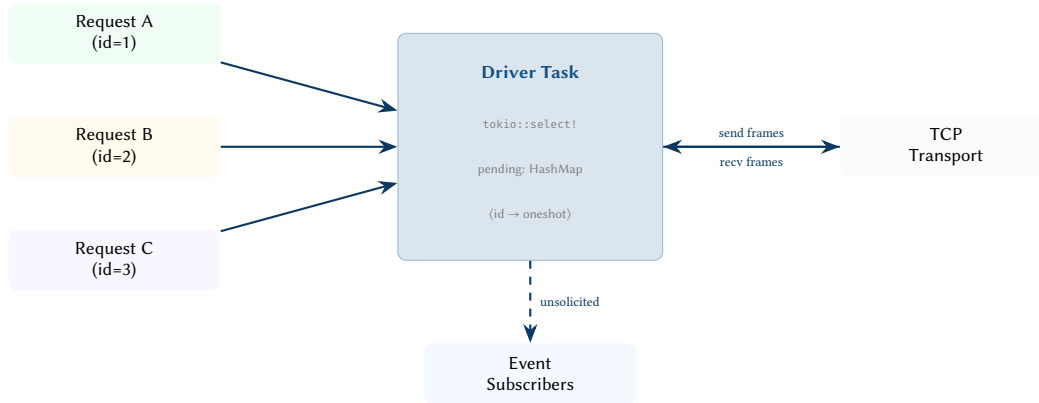 Request A
(id=1)
Request B
(id=2)
Request C
(id=3)
Driver Task
tokio::select!
pending: HashMap
⟨id → oneshot⟩
send frames
recv frames
TCP
Transport
unsolicited
Event
Subscribers